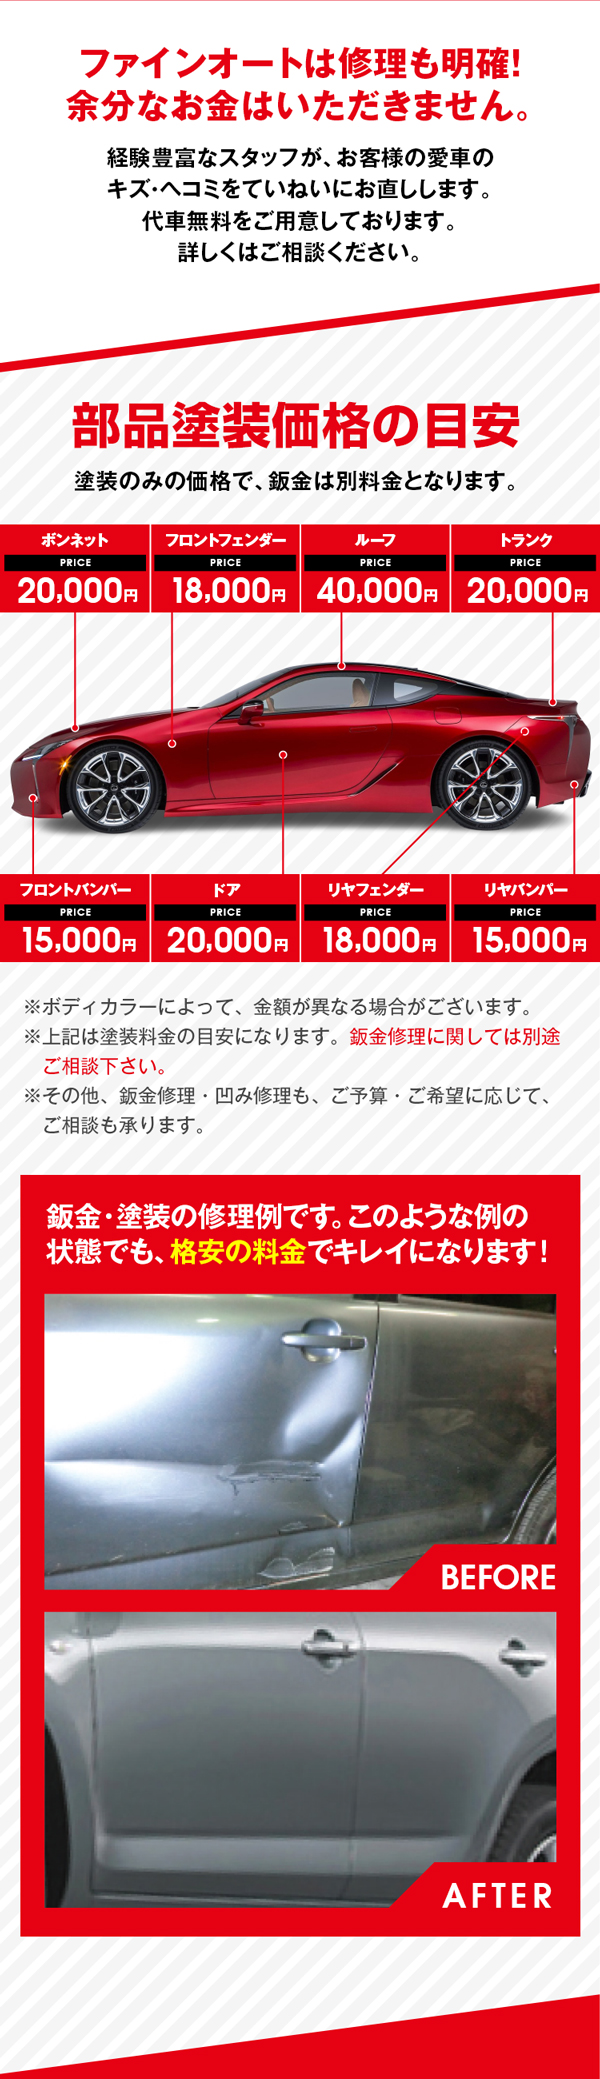 ファインオートは修理も明確!
余分なお金はいただきません。
経験豊富なスタッフが、お客様の愛車の
キズ・ヘコミをていねいにお直しします。
代車無料をご用意しております。
詳しくはご相談ください。
部品塗装価格の目安
塗装のみの価格で、鈑金は別料金となります。
ボンネット
PRICE
20,000円
フロントフェンダー
PRICE
18,000円
ルーフ
PRICE
40,000円
トランク
PRICE
20,000円
フロントバンパー
PRICE
15,000円
ドア
PRICE
20,000円
リヤフェンダー
PRICE
18,000円
リヤバンパー
PRICE
15,000円
※ボディカラーによって、金額が異なる場合がございます。
※上記は塗装料金の目安になります。鈑金修理に関しては別途
ご相談下さい。
※その他、鈑金修理・凹み修理も、ご予算・ご希望に応じて、
ご相談も承ります。
鈑金・塗装の修理例です。このような例の
状態でも、格安の料金でキレイになります！
BEFORE
AFTER